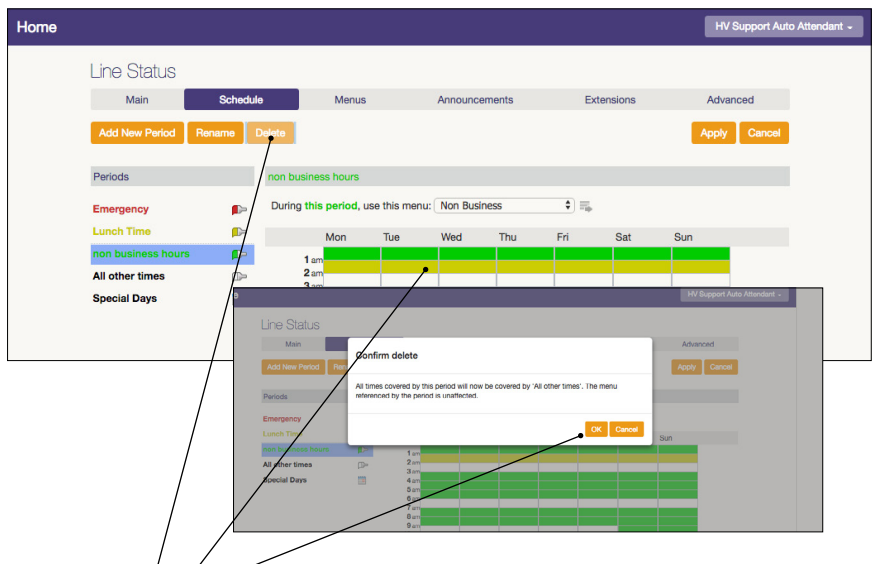 Home
HV Support Auto Attendant
Line Status
Main Schedule Menus Announcements Extensions Advanced
Add New Period Rename Delete Apply Cancel
Periods non business hours
Emergency During this period, use this menu: Non Business
Lunch Time
Mon Tue Wed Thu Fri Sat Sun
non business hours
1 am
All other times 2 am
3 am
Special Days
HV Support Auto Attendant
Line Status
Main Advanced
Add New Period Apply Cancel
Confirm delete
All times covered by this period will now be covered by 'All other times'. The menu
referenced by the period is unaffected.
OK Cancel
Periods
Emergency
Lunch Time Sun
non business hours 1 am
All other times 2 am
3 am
Special Days 4 am
5 am
6 am
7 am
8 am
9 am